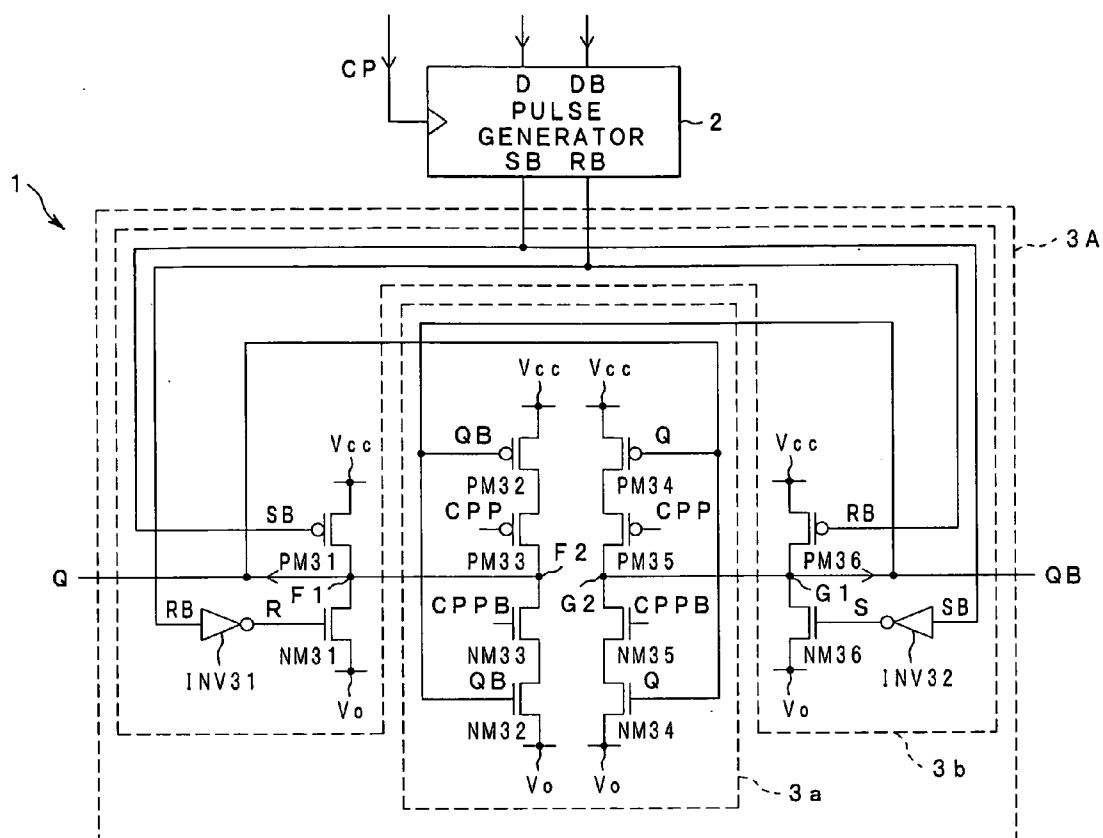 CP
D DB
PULSE
GENERATOR
SB RB
2
1
3A
Vcc Vcc
QB Q
Vcc PM32 PM34 Vcc
SB CPP CPP RB
PM31 PM33 F2 PM35 PM36
Q F1 G2 G1 QB
RB R CPPB CPPB S SB
INV31 NM31 NM33 NM35 NM36 INV32
QB Q
Vo NM32 NM34 Vo
Vo Vo
3a
3b